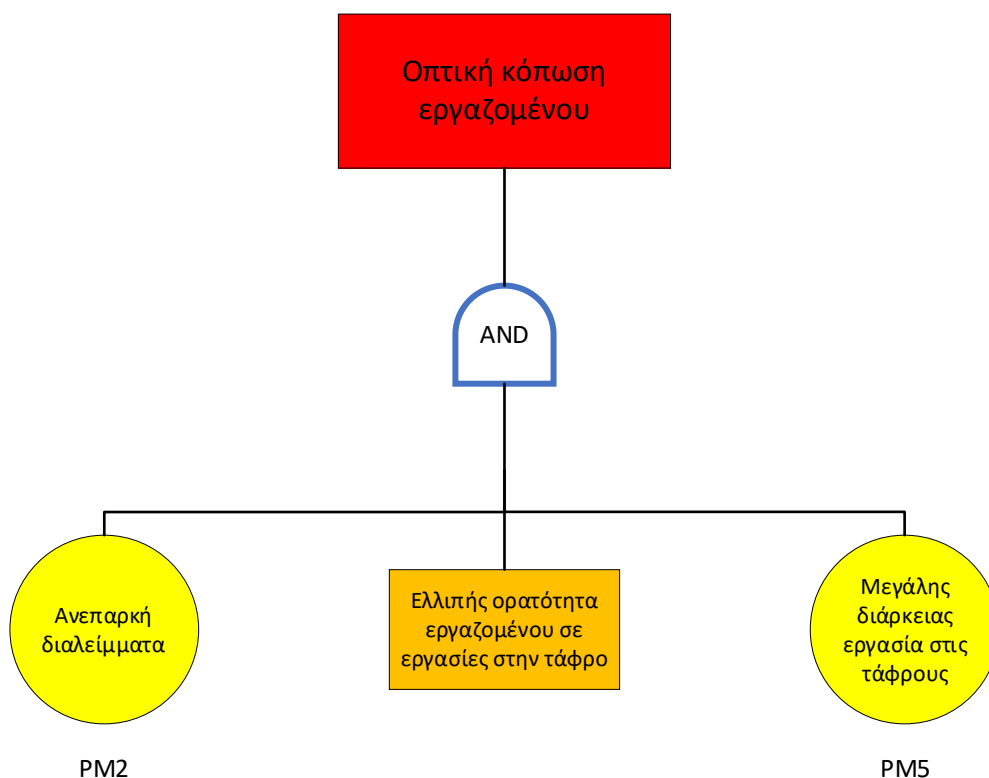 Οπτική κόπωση
εργαζομένου
AND
Ανεπαρκή
διαλείμματα
Ελλιπής ορατότητα
εργαζομένου σε
εργασίες στην τάφρο
Μεγάλης
διάρκειας
εργασία στις
τάφρους
PM2
PM5